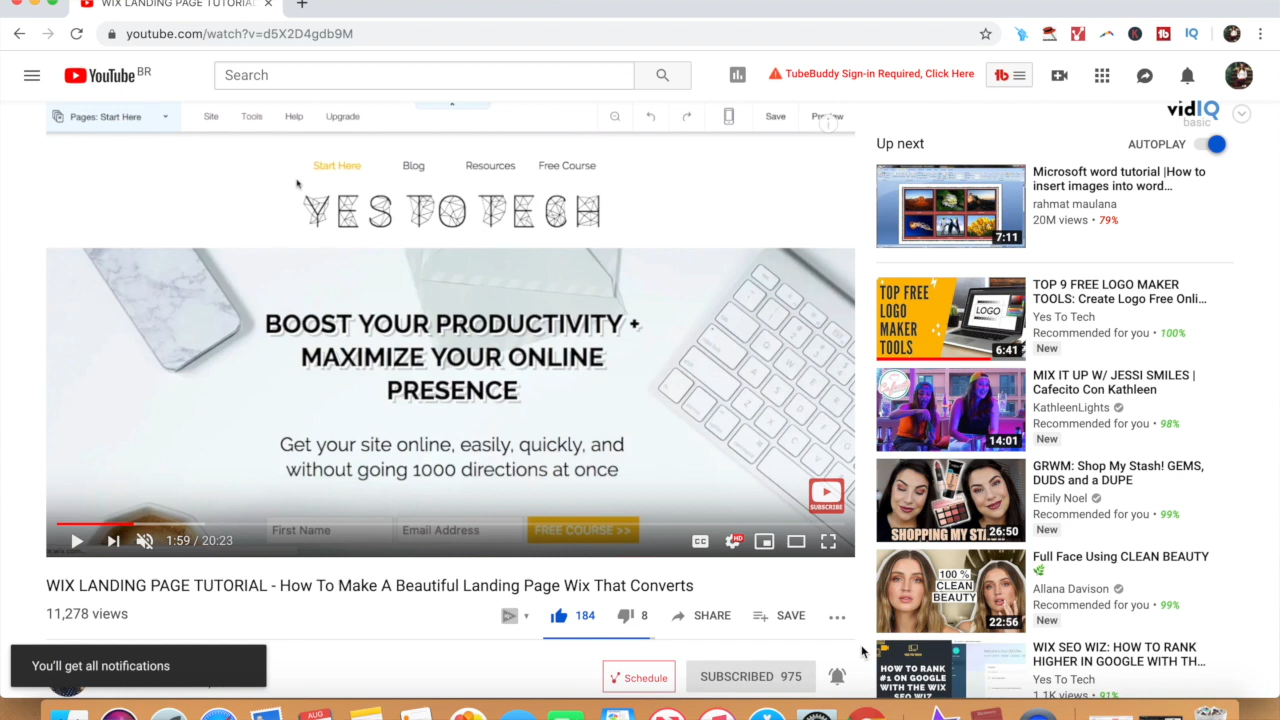 WIX LANDING PAGE TUTORIAL
youtube.com/watch?v=d5X2D4gdb9M
YouTube BR
Search
TubeBuddy Sign-in Required, Click Here
tb
IQ
Pages: Start Here
Site
Tools
Help
Upgrade
Save
Preview
Start Here
Blog
Resources
Free Course
YES TO TECH
BOOST YOUR PRODUCTIVITY +
MAXIMIZE YOUR ONLINE
PRESENCE
Get your site online, easily, quickly, and
without going 1000 directions at once
First Name
Email Address
FREE COURSE >>
SUBSCRIBE
1:59 / 20:23
CC
HD
WIX LANDING PAGE TUTORIAL - How To Make A Beautiful Landing Page Wix That Converts
11,278 views
184
8
SHARE
SAVE
You'll get all notifications
Schedule
SUBSCRIBED 975
vidIQ
basic
Up next
AUTOPLAY
7:11
Microsoft word tutorial |How to
insert images into word...
rahmat maulana
20M views • 79%
TOP FREE
LOGO
MAKER
TOOLS
LOGO
6:41
TOP 9 FREE LOGO MAKER
TOOLS: Create Logo Free Onli...
Yes To Tech
Recommended for you • 100%
New
14:01
MIX IT UP W/ JESSI SMILES |
Cafecito Con Kathleen
KathleenLights
Recommended for you • 98%
New
SHOPPING MY STASH
26:50
GRWM: Shop My Stash! GEMS,
DUDS and a DUPE
Emily Noel
Recommended for you • 99%
New
100 %
CLEAN
BEAUTY
22:56
Full Face Using CLEAN BEAUTY
Allana Davison
Recommended for you • 99%
New
HOW TO RANK
#1 ON GOOGLE
WITH THE WIX
SEO WIZ
WIX SEO WIZ: HOW TO RANK
HIGHER IN GOOGLE WITH TH...
Yes To Tech
1.1K views • 91%
AUG